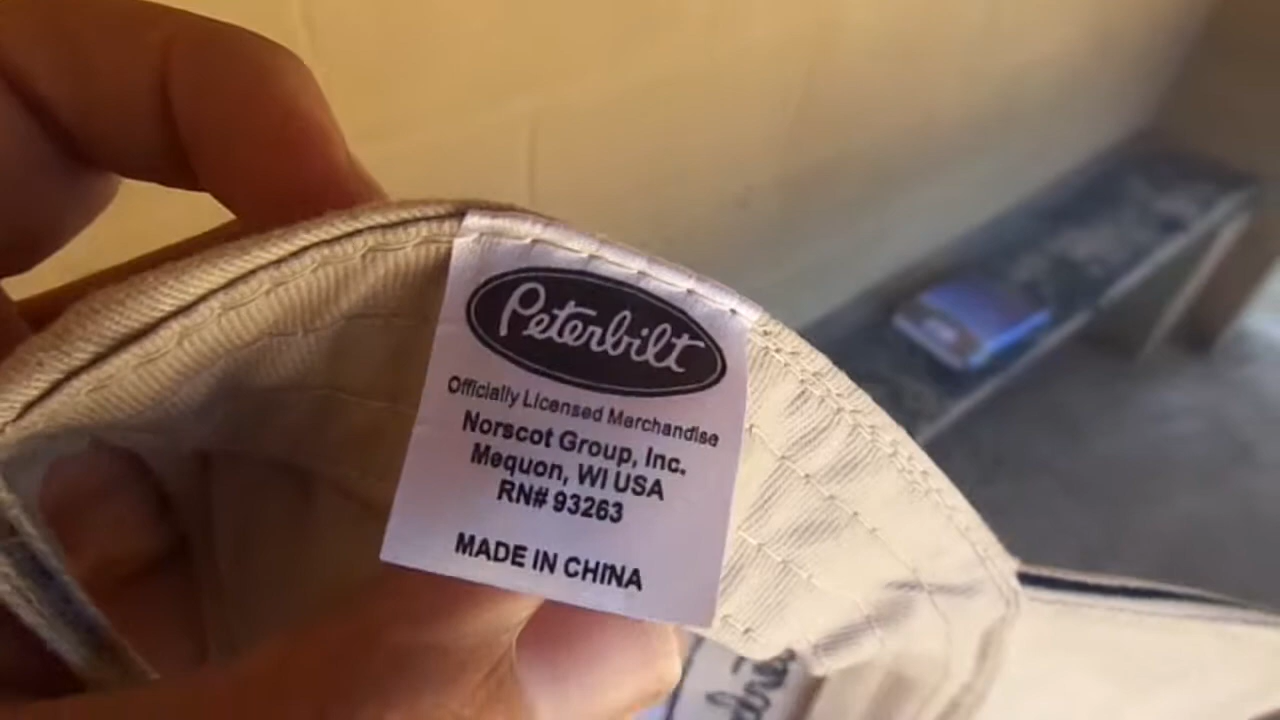 Peterbilt
Officially Licensed Merchandise
Norscot Group, Inc.
Mequon, WI USA
RN# 93263
MADE IN CHINA